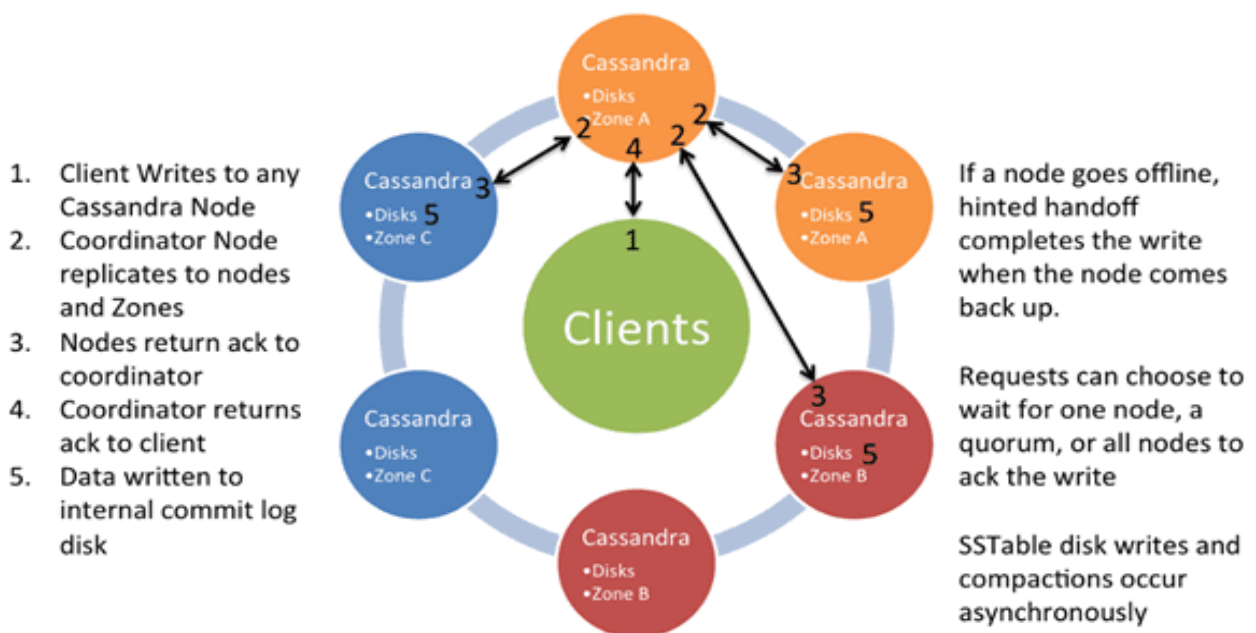 1. Client Writes to any
Cassandra Node
2. Coordinator Node
replicates to nodes
and Zones
3. Nodes return ack to
coordinator
4. Coordinator returns
ack to client
5. Data written to
internal commit log
disk
Cassandra
•Disks
•Zone A
2
4
2
2
Cassandra
3
•Disks 5
•Zone C
3
Cassandra
•Disks 5
•Zone A
1
Clients
Cassandra
•Disks
•Zone C
3
Cassandra
•Disks 5
•Zone B
Cassandra
•Disks
•Zone B
If a node goes offline,
hinted handoff
completes the write
when the node comes
back up.
Requests can choose to
wait for one node, a
quorum, or all nodes to
ack the write
SSTable disk writes and
compactions occur
asynchronously